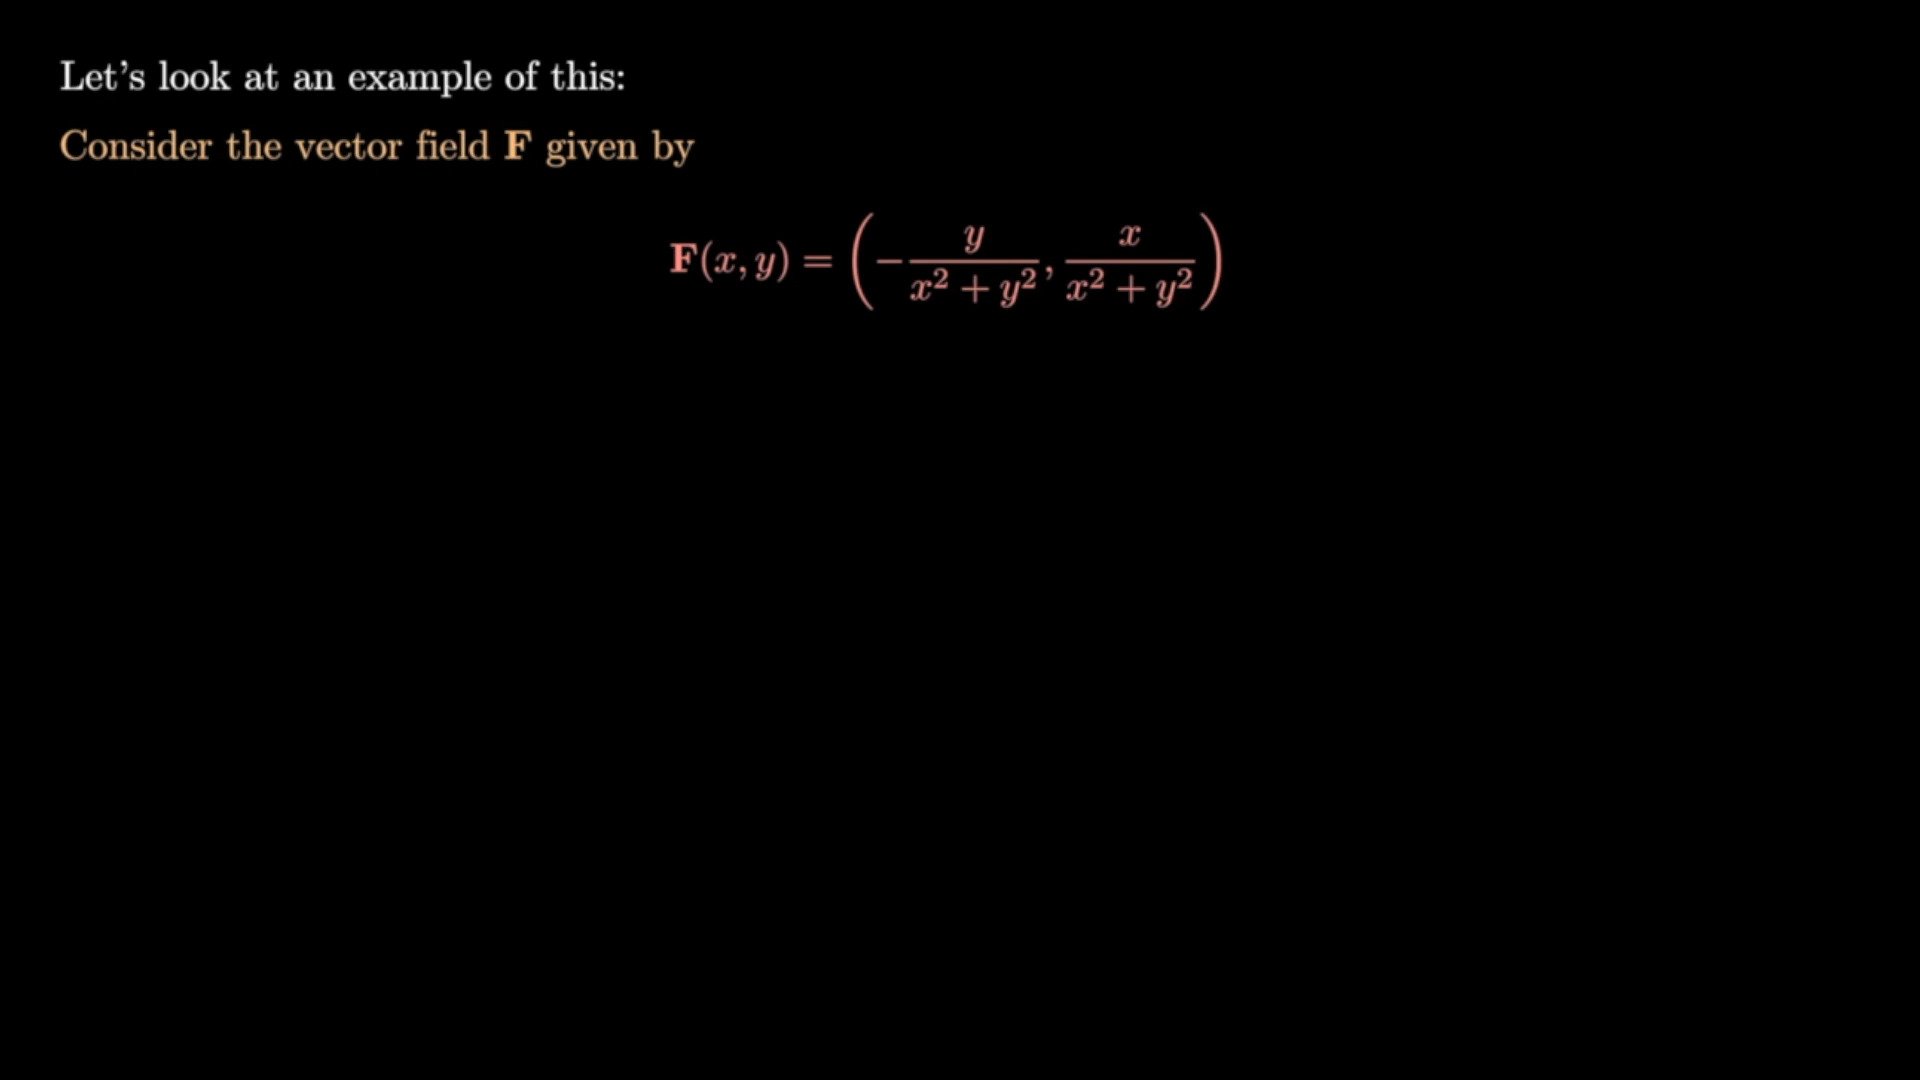 Let's look at an example of this:
Consider the vector field F given by
F(x, y) = (−y/(x² + y²), x/(x² + y²))